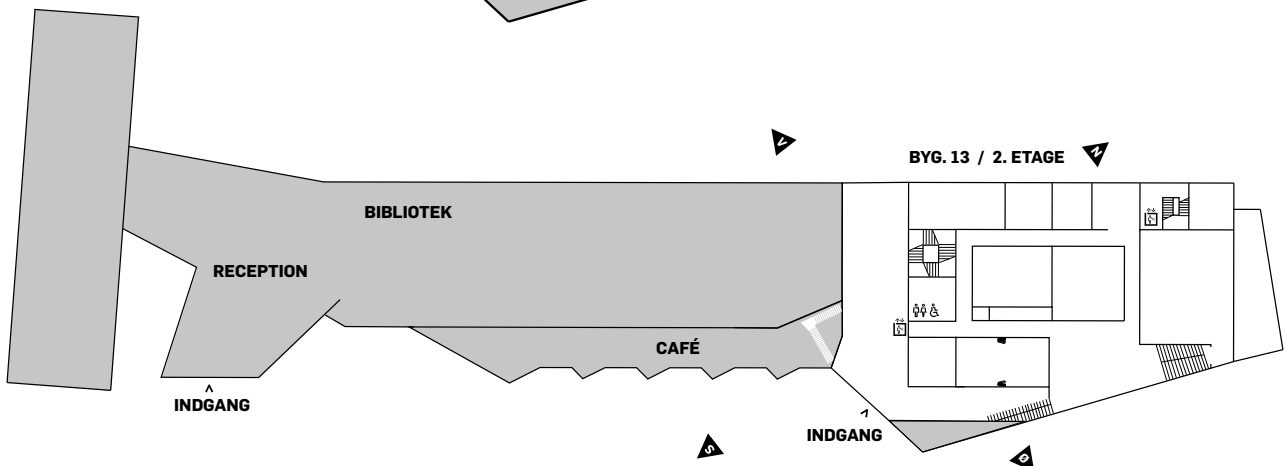 V
BYG. 13 / 2. ETAGE
N
BIBLIOTEK
RECEPTION
CAFÉ
INDGANG
INDGANG
S
Ø